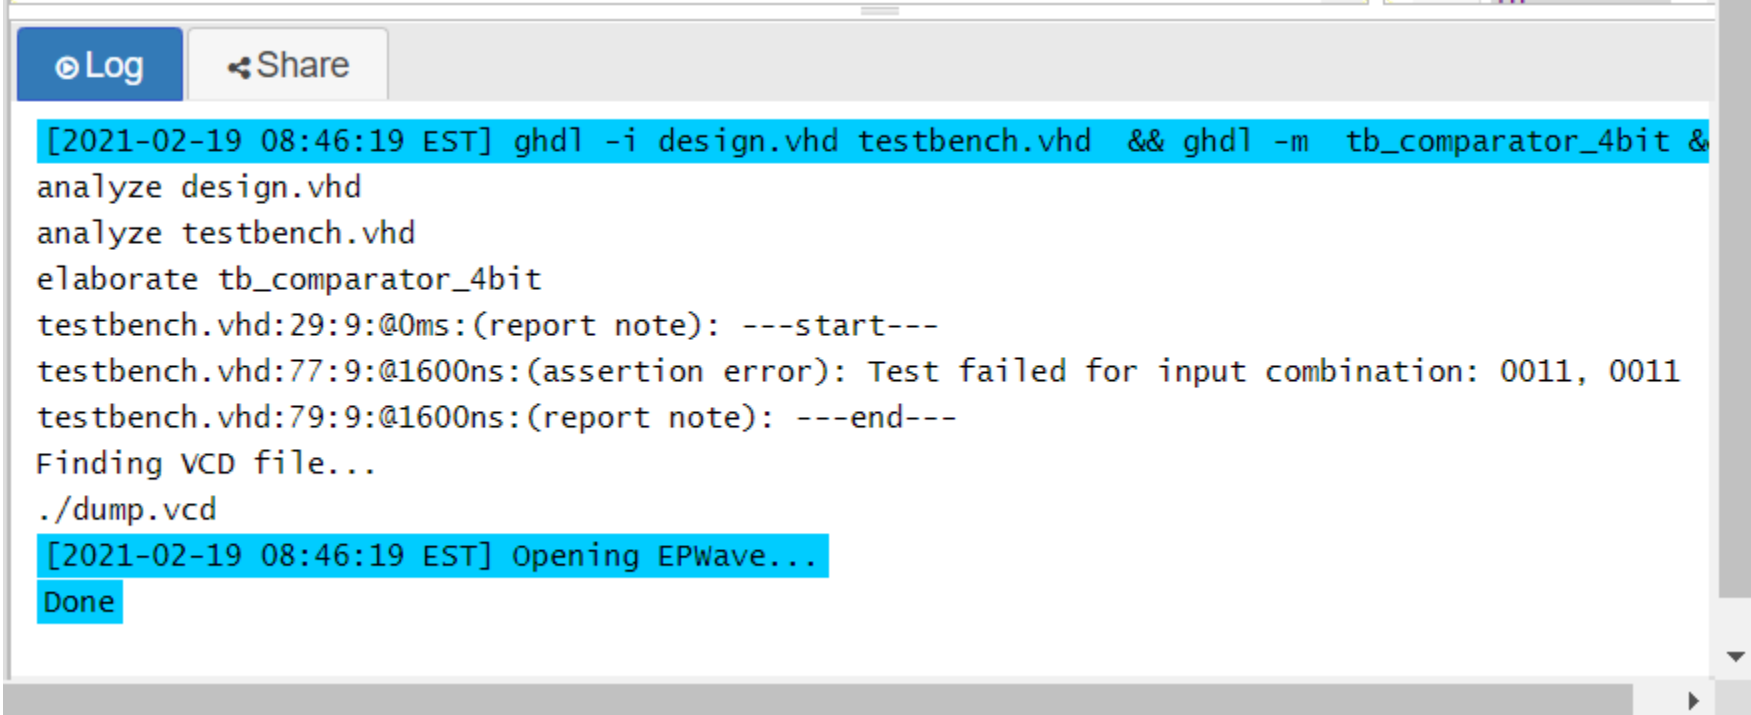 Log Share
[2021-02-19 08:46:19 EST] ghdl -i design.vhd testbench.vhd  && ghdl -m  tb_comparator_4bit &
analyze design.vhd
analyze testbench.vhd
elaborate tb_comparator_4bit
testbench.vhd:29:9:@0ms:(report note): ---start---
testbench.vhd:77:9:@1600ns:(assertion error): Test failed for input combination: 0011, 0011
testbench.vhd:79:9:@1600ns:(report note): ---end---
Finding VCD file...
./dump.vcd
[2021-02-19 08:46:19 EST] Opening EPWave...
Done